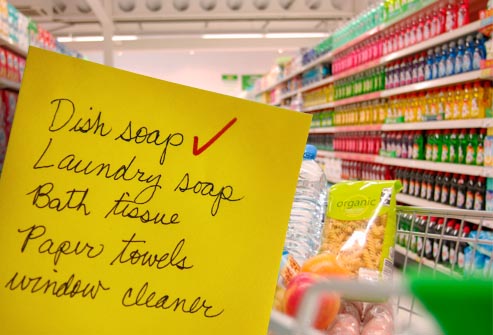 Dish soap ✓
Laundry soap
Bath tissue
Paper towels
window cleaner
organic